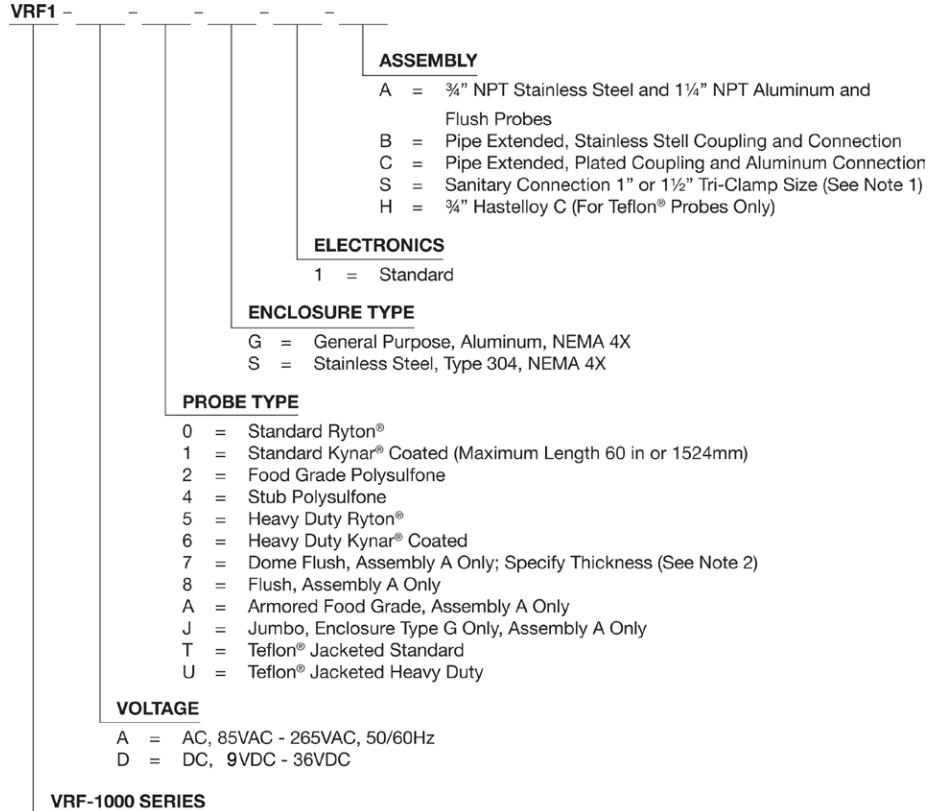 VRF1 - - - - -
ASSEMBLY
A = ¾” NPT Stainless Steel and 1¼” NPT Aluminum and
Flush Probes
B = Pipe Extended, Stainless Stell Coupling and Connection
C = Pipe Extended, Plated Coupling and Aluminum Connection
S = Sanitary Connection 1” or 1½” Tri-Clamp Size (See Note 1)
H = ¾” Hastelloy C (For Teflon® Probes Only)
ELECTRONICS
1 = Standard
ENCLOSURE TYPE
G = General Purpose, Aluminum, NEMA 4X
S = Stainless Steel, Type 304, NEMA 4X
PROBE TYPE
0 = Standard Ryton®
1 = Standard Kynar® Coated (Maximum Length 60 in or 1524mm)
2 = Food Grade Polysulfone
4 = Stub Polysulfone
5 = Heavy Duty Ryton®
6 = Heavy Duty Kynar® Coated
7 = Dome Flush, Assembly A Only; Specify Thickness (See Note 2)
8 = Flush, Assembly A Only
A = Armored Food Grade, Assembly A Only
J = Jumbo, Enclosure Type G Only, Assembly A Only
T = Teflon® Jacketed Standard
U = Teflon® Jacketed Heavy Duty
VOLTAGE
A = AC, 85VAC - 265VAC, 50/60Hz
D = DC, 9VDC - 36VDC
VRF-1000 SERIES